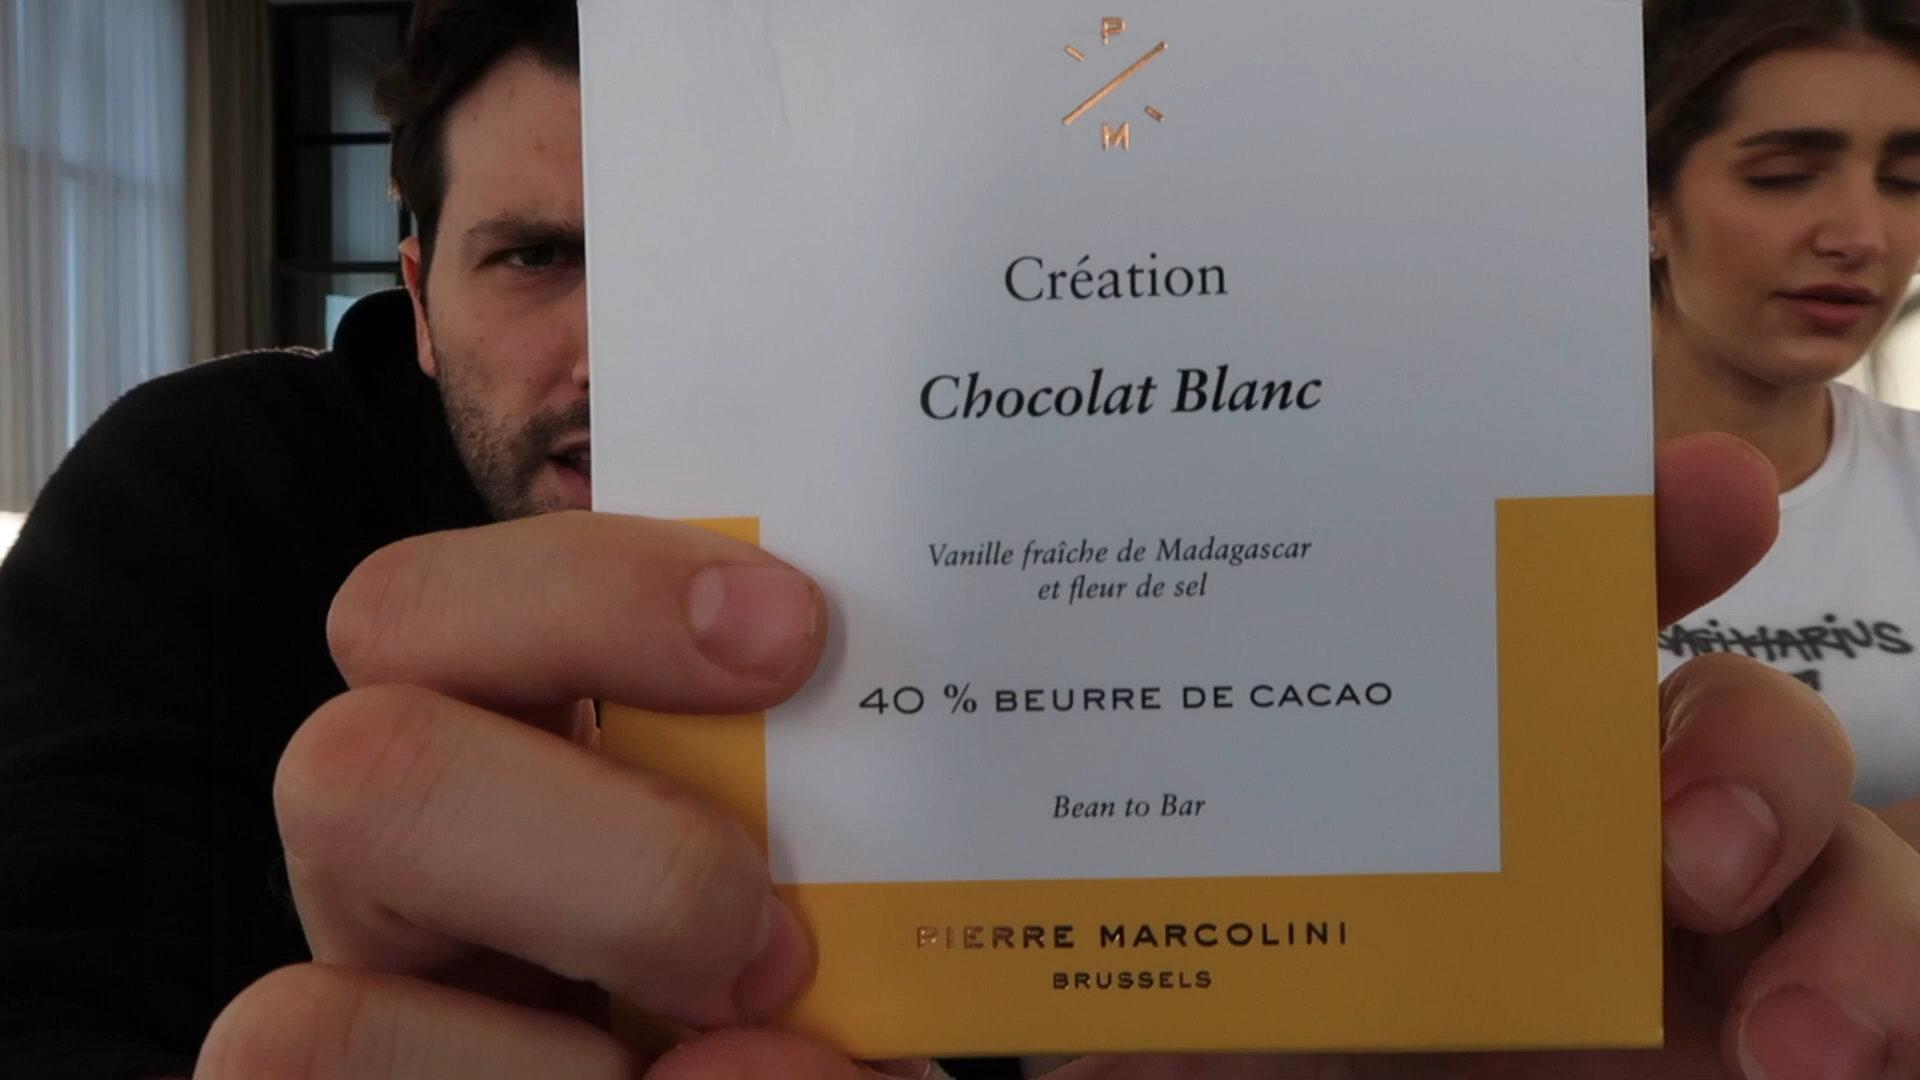 P
M
Création
Chocolat Blanc
Vanille fraîche de Madagascar
et fleur de sel
40 % BEURRE DE CACAO
Bean to Bar
PIERRE MARCOLINI
BRUSSELS